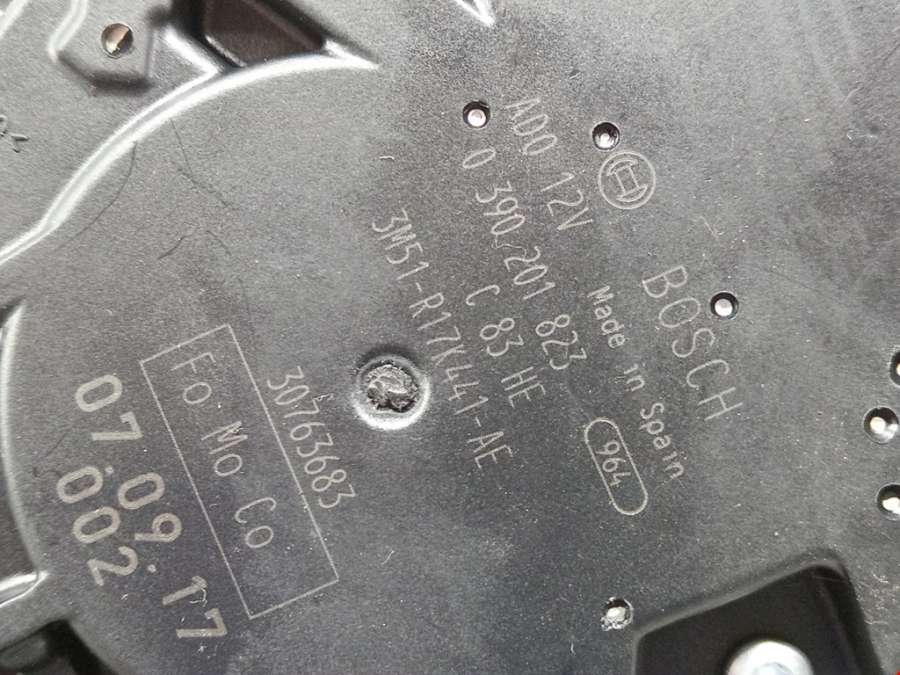 BOSCH
Made in Spain
964
AD0 12V
0 390 201 823
C 83 HE
3M51-R17K441-AE
30763683
Fo Mo Co
07.09.17
002